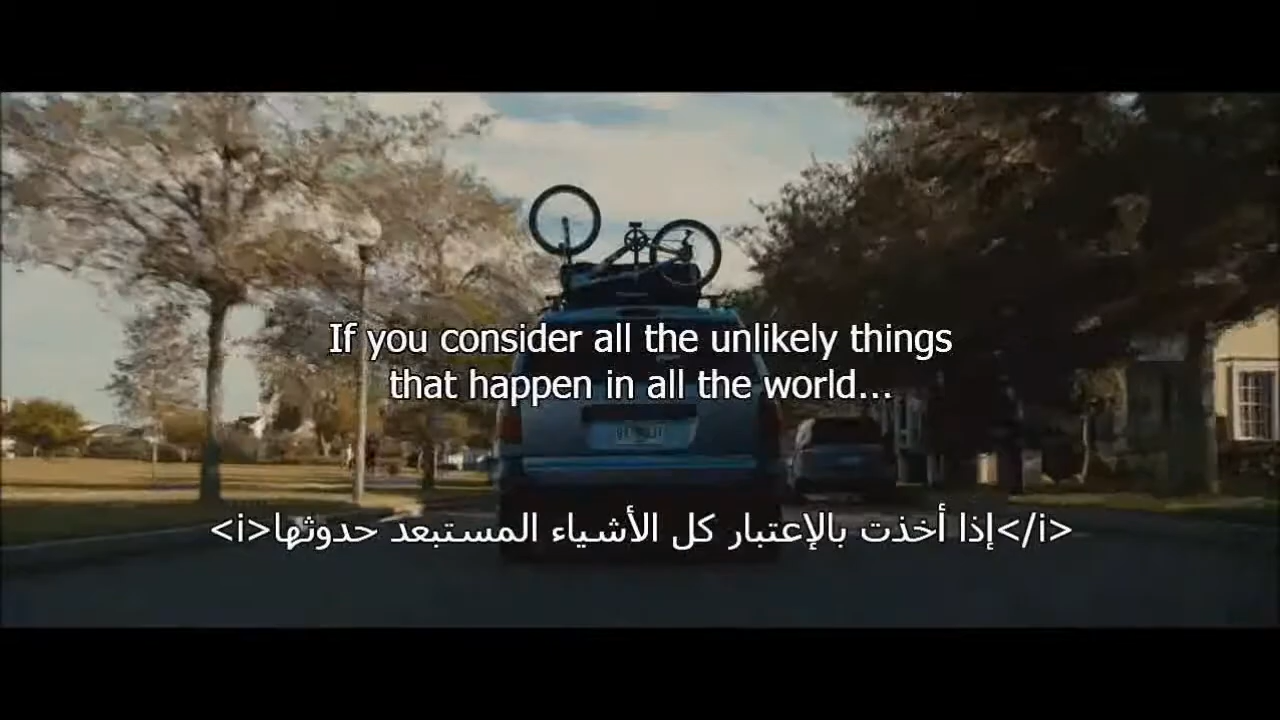 If you consider all the unlikely things
that happen in all the world...
<i>إذا أخذت بالإعتبار كل الأشياء المستبعد حدوثها</i>